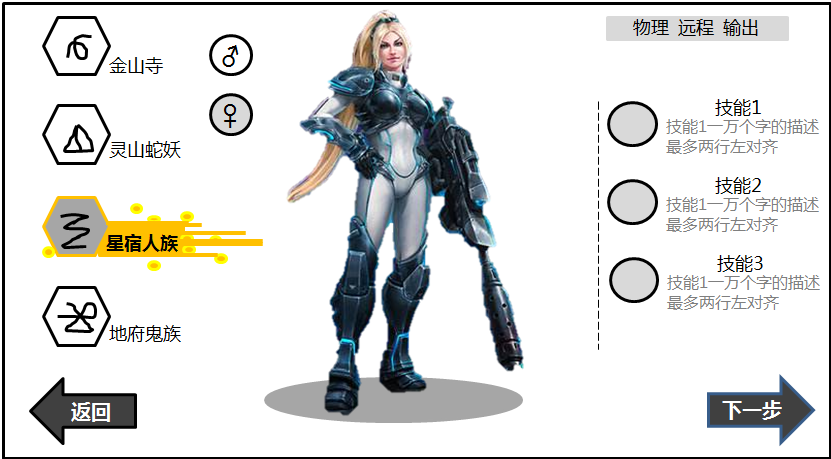 金山寺
灵山蛇妖
星宿人族
地府鬼族
返回
物理 远程 输出
技能1
技能1一万个字的描述
最多两行左对齐
技能2
技能1一万个字的描述
最多两行左对齐
技能3
技能1一万个字的描述
最多两行左对齐
下一步